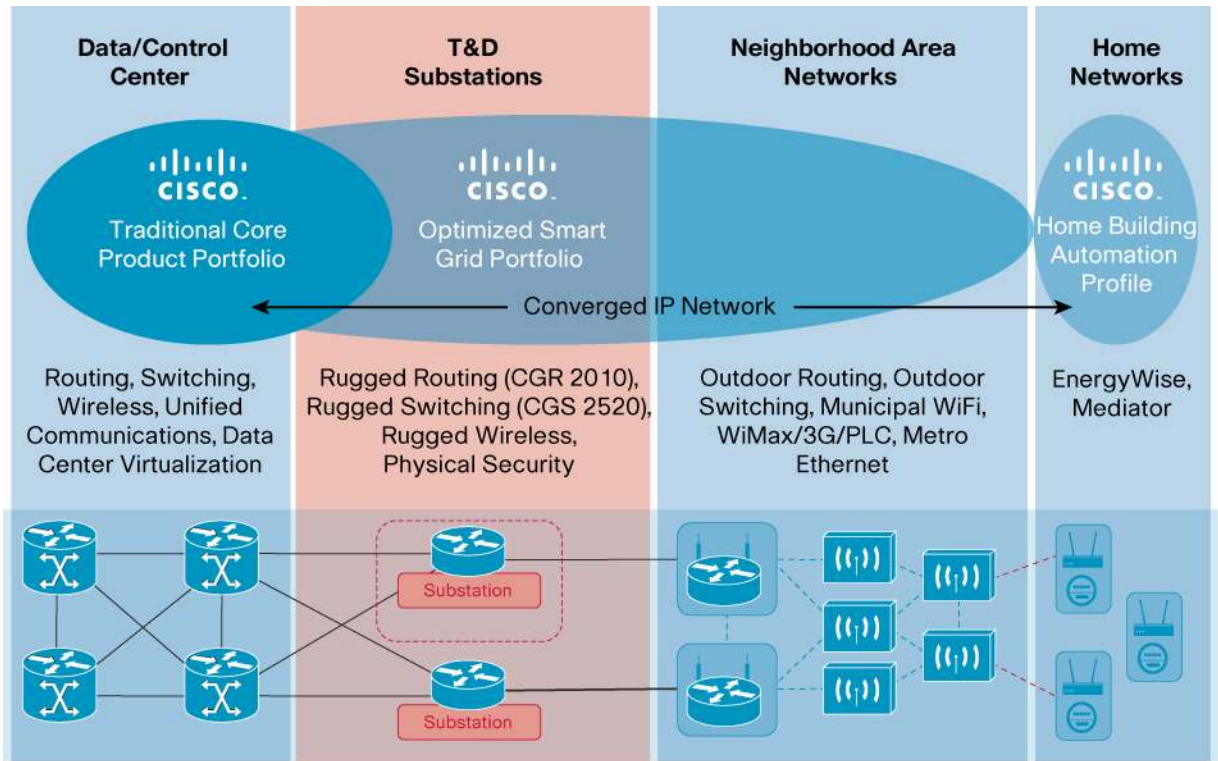 Data/Control
Center
T&D
Substations
Neighborhood Area
Networks
Home
Networks
CISCO™
Traditional Core
Product Portfolio
CISCO™
Optimized Smart
Grid Portfolio
CISCO™
Home Building
Automation
Profile
Converged IP Network
Routing, Switching,
Wireless, Unified
Communications, Data
Center Virtualization
Rugged Routing (CGR 2010),
Rugged Switching (CGS 2520),
Rugged Wireless,
Physical Security
Outdoor Routing, Outdoor
Switching, Municipal WiFi,
WiMax/3G/PLC, Metro
Ethernet
EnergyWise,
Mediator
Substation
Substation